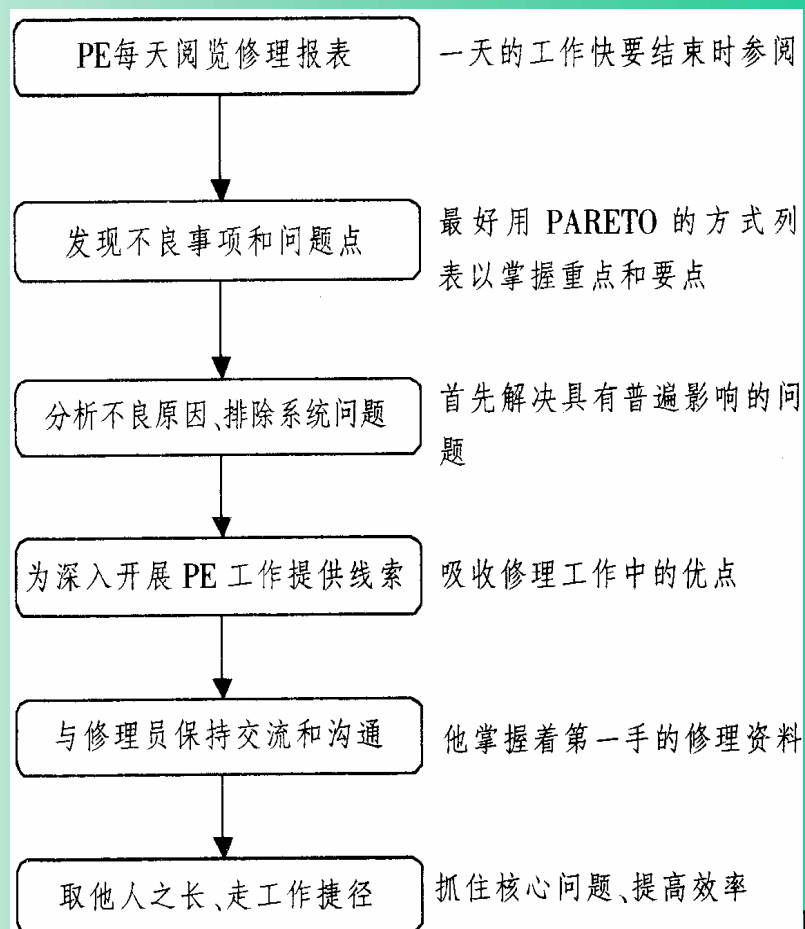 PE每天阅览修理报表
一天的工作快要结束时参阅
发现不良事项和问题点
最好用 PARETO 的方式列
表以掌握重点和要点
分析不良原因、排除系统问题
首先解决具有普遍影响的问
题
为深入开展 PE 工作提供线索
吸收修理工作中的优点
与修理员保持交流和沟通
他掌握着第一手的修理资料
取他人之长、走工作捷径
抓住核心问题、提高效率